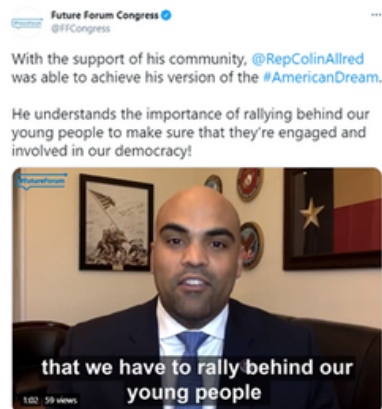 Future Forum Congress
@FFCongress
With the support of his community, @RepColinAllred
was able to achieve his version of the #AmericanDream.
He understands the importance of rallying behind our
young people to make sure that they're engaged and
involved in our democracy!
#FutureForum
that we have to rally behind our
young people
1:02 59 views